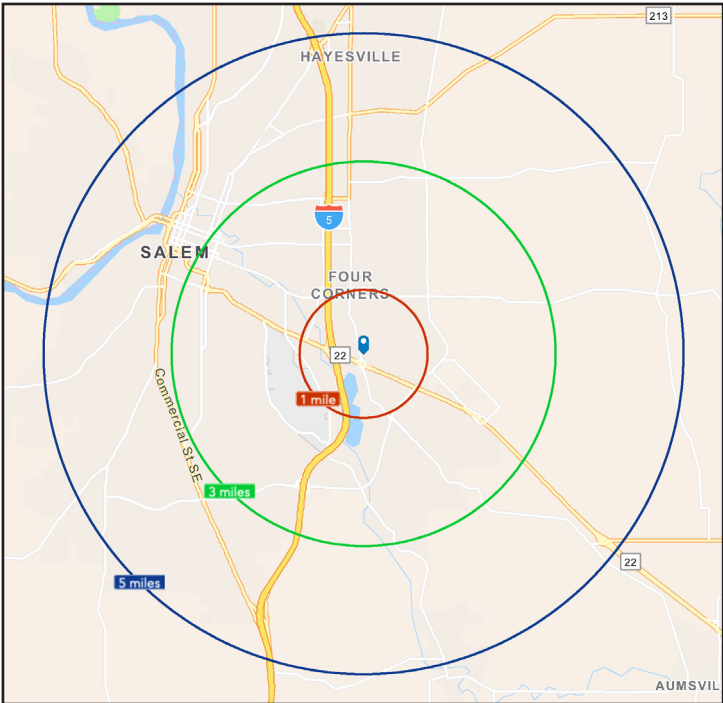 213
HAYESVILLE
5
SALEM
FOUR
CORNERS
22
1 mile
Commercial St SE
3 miles
22
5 miles
AUMSVIL